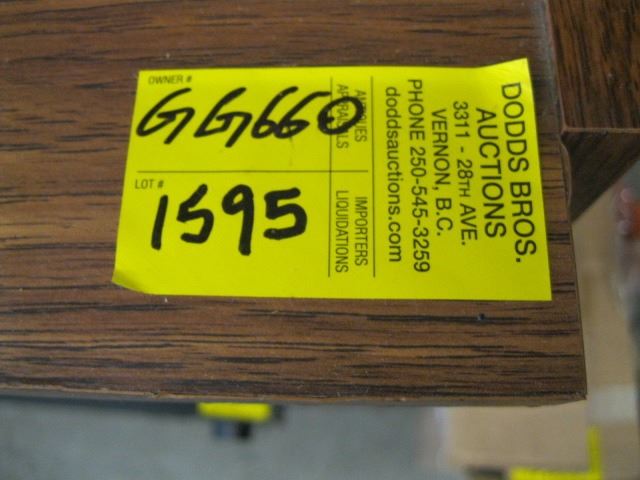 OWNER #
GG660
LOT #
1595
ANTIQUES
APPRAISALS
IMPORTERS
LIQUIDATIONS
DODDS BROS.
AUCTIONS
3311 - 28TH AVE.
VERNON, B.C.
PHONE 250-545-3259
doddsauctions.com